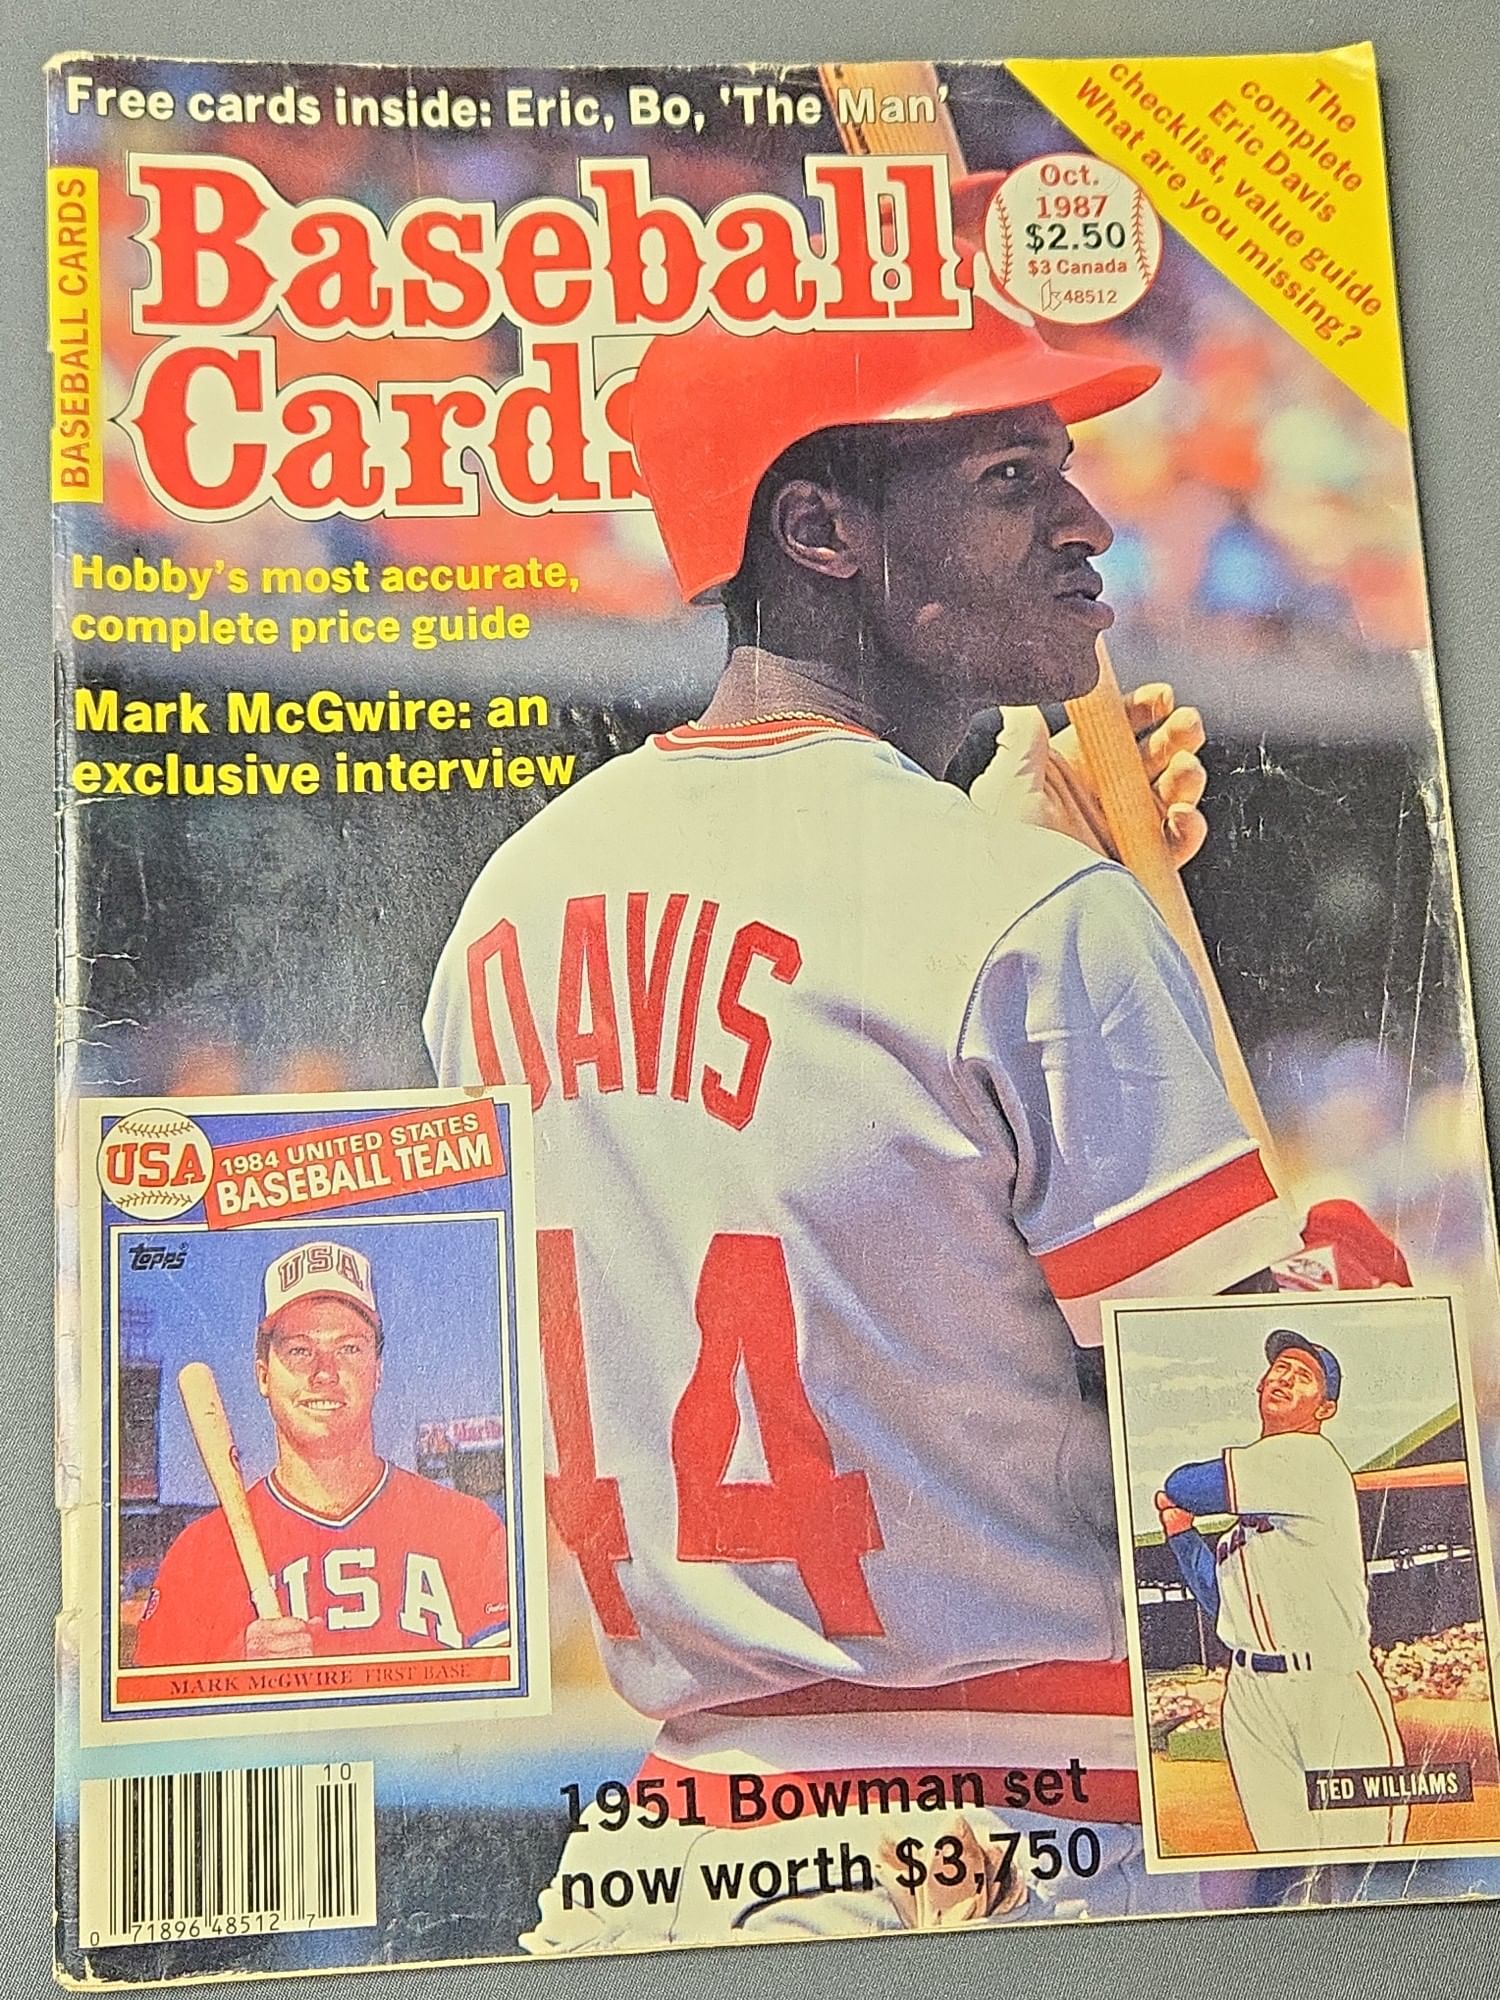 Free cards inside: Eric, Bo, 'The Man'
The
complete
Eric Davis
checklist, value guide
What are you missing?
BASEBALL CARDS
Baseball
Cards
Oct.
1987
$2.50
$3 Canada
48512
Hobby's most accurate,
complete price guide
Mark McGwire: an
exclusive interview
DAVIS
44
USA
1984 UNITED STATES
BASEBALL TEAM
topps
USA
USA
MARK McGWIRE FIRST BASE
TED WILLIAMS
1951 Bowman set
now worth $3,750
10
0 71896 48512 7